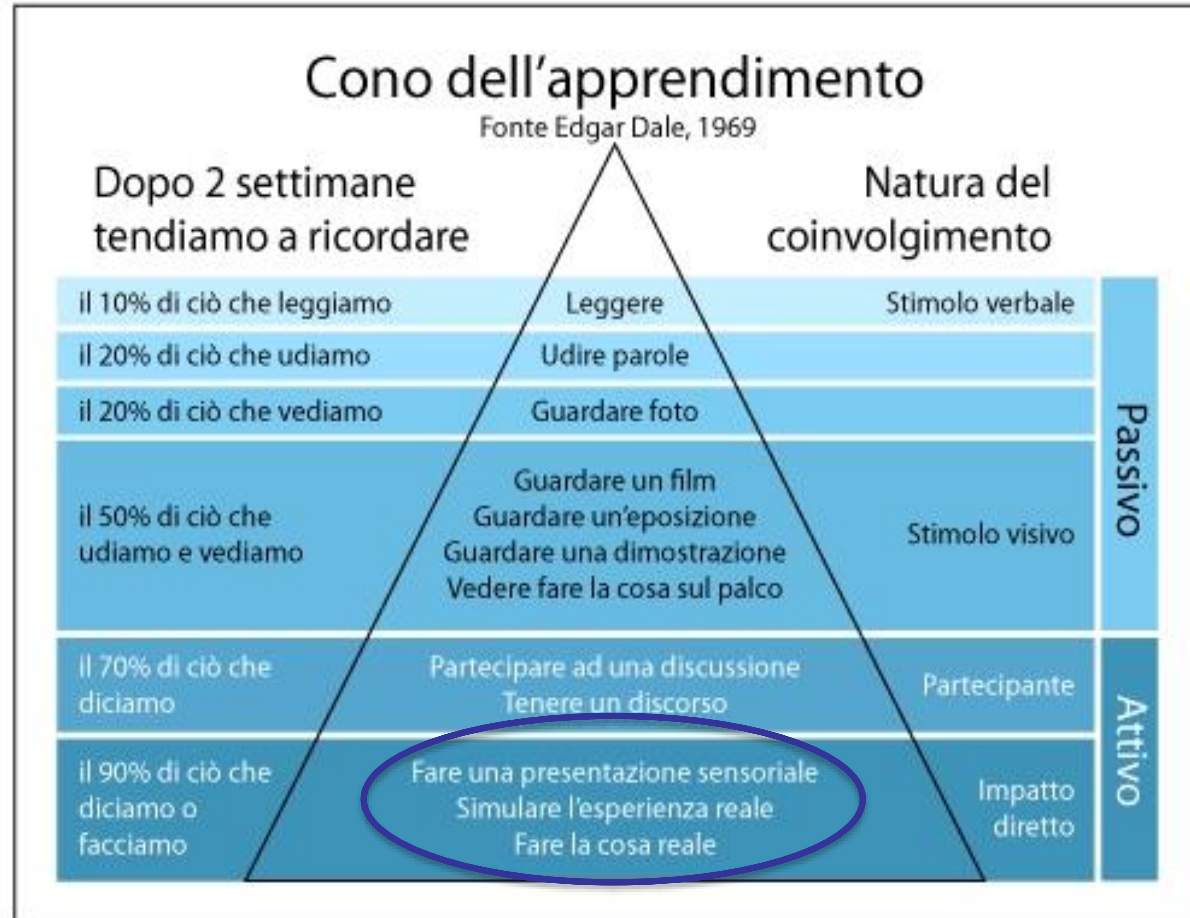 Cono dell'apprendimento
Fonte Edgar Dale, 1969
Dopo 2 settimane
tendiamo a ricordare
Natura del
coinvolgimento
il 10% di ciò che leggiamo
Leggere
Stimolo verbale
il 20% di ciò che udiamo
Udire parole
il 20% di ciò che vediamo
Guardare foto
il 50% di ciò che
udiamo e vediamo
Guardare un film
Guardare un'eposizione
Guardare una dimostrazione
Vedere fare la cosa sul palco
Stimolo visivo
Passivo
il 70% di ciò che
diciamo
Partecipare ad una discussione
Tenere un discorso
Partecipante
il 90% di ciò che
diciamo o
facciamo
Fare una presentazione sensoriale
Simulare l'esperienza reale
Fare la cosa reale
Impatto
diretto
Attivo